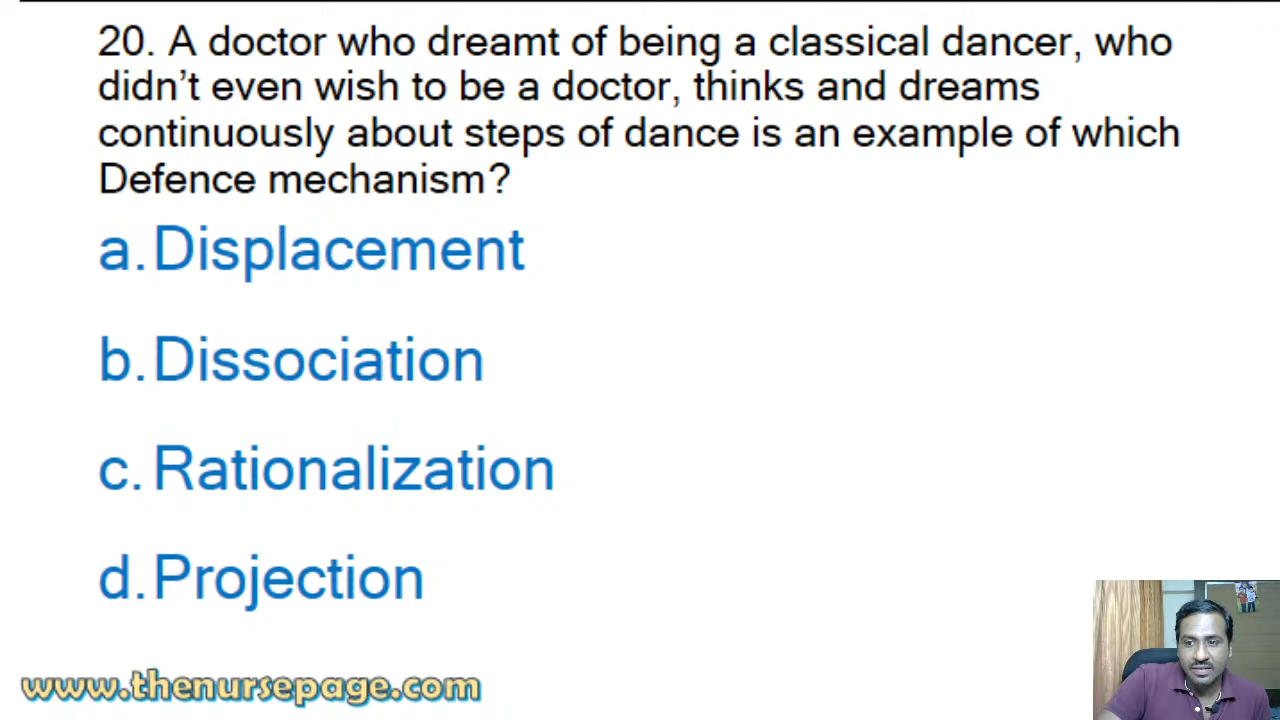 20. A doctor who dreamt of being a classical dancer, who
didn't even wish to be a doctor, thinks and dreams
continuously about steps of dance is an example of which
Defence mechanism?
a. Displacement
b. Dissociation
c. Rationalization
d. Projection
www.thenursepage.com